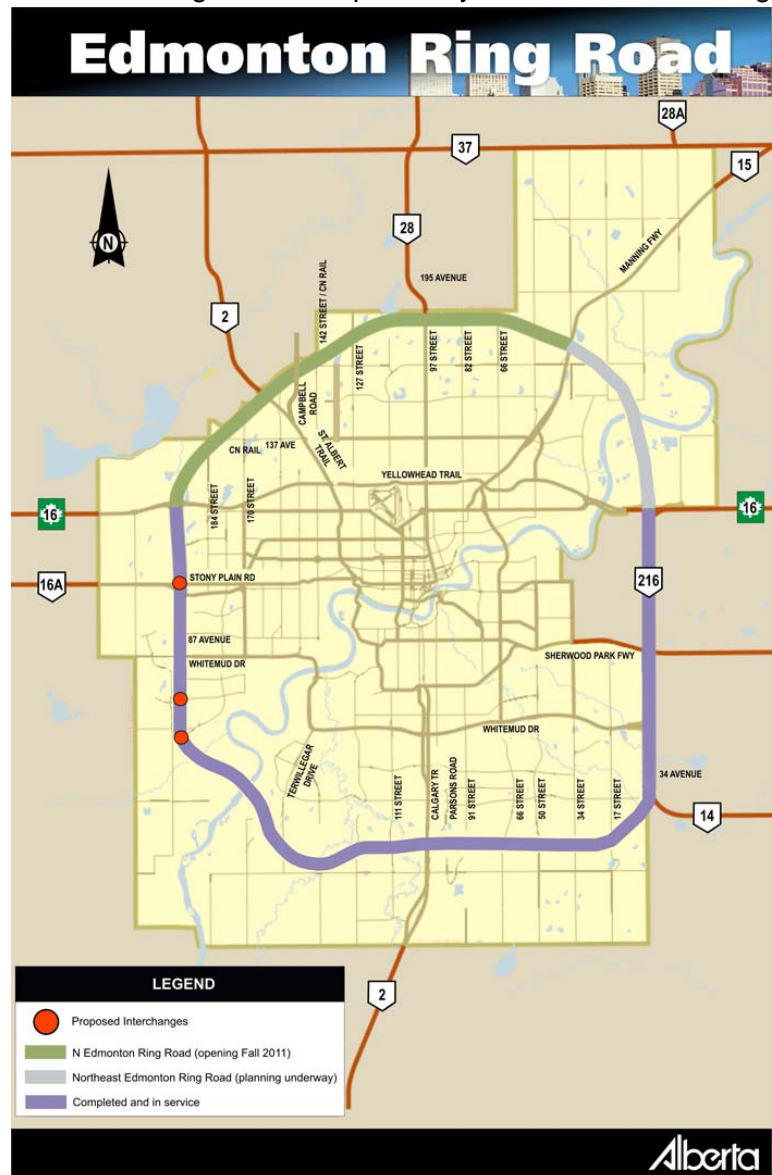 Edmonton Ring Road
28A
37
15
28
MANNING FWY
195 AVENUE
2
142 STREET / CN RAIL
127 STREET
97 STREET
82 STREET
66 STREET
CAMPBELL
ROAD
137 AVE
ST. ALBERT
TRAIL
CN RAIL
YELLOWHEAD TRAIL
184 STREET
170 STREET
16
16
16A
STONY PLAIN RD
216
87 AVENUE
WHITEMUD DR
SHERWOOD PARK FWY
WHITEMUD DR
TERWILLEGAR
DRIVE
111 STREET
CALGARY TR
PARSONS ROAD
91 STREET
66 STREET
50 STREET
34 STREET
17 STREET
34 AVENUE
14
N
2
LEGEND
Proposed Interchanges
N Edmonton Ring Road (opening Fall 2011)
Northeast Edmonton Ring Road (planning underway)
Completed and in service
Alberta